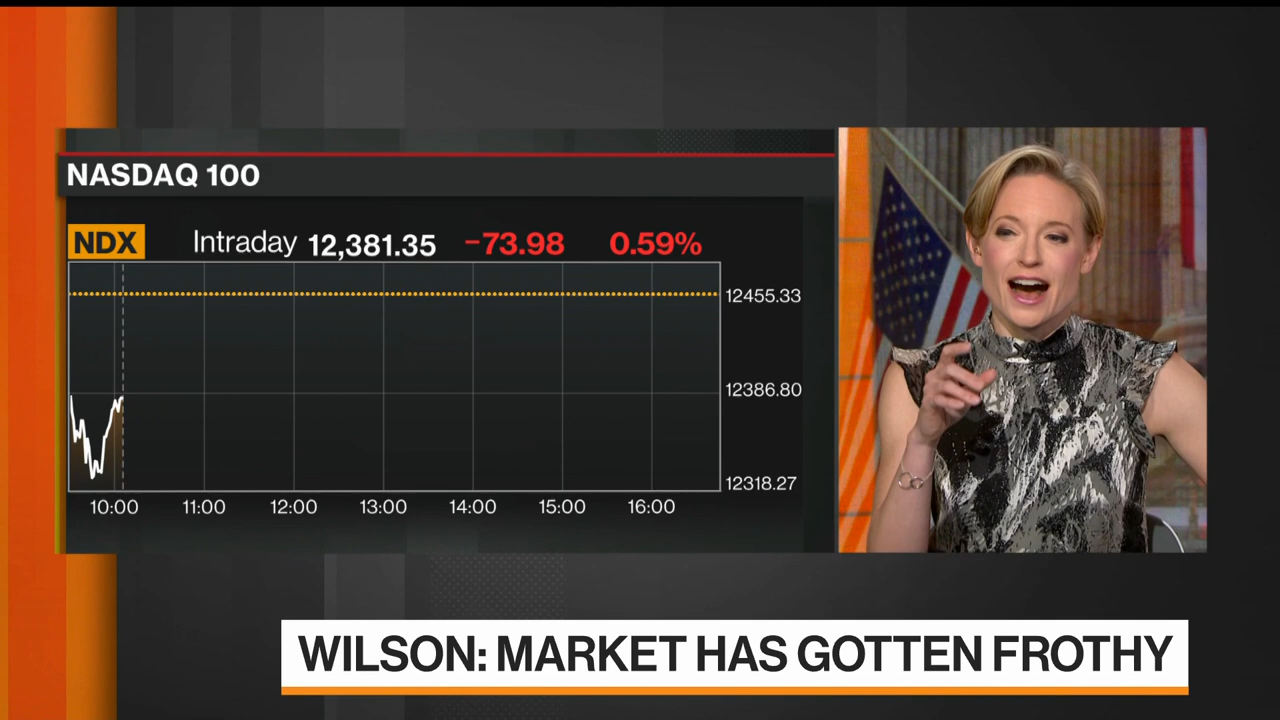 NASDAQ 100
NDX Intraday 12,381.35 −73.98 0.59%
12455.33
12386.80
12318.27
10:00 11:00 12:00 13:00 14:00 15:00 16:00
WILSON: MARKET HAS GOTTEN FROTHY